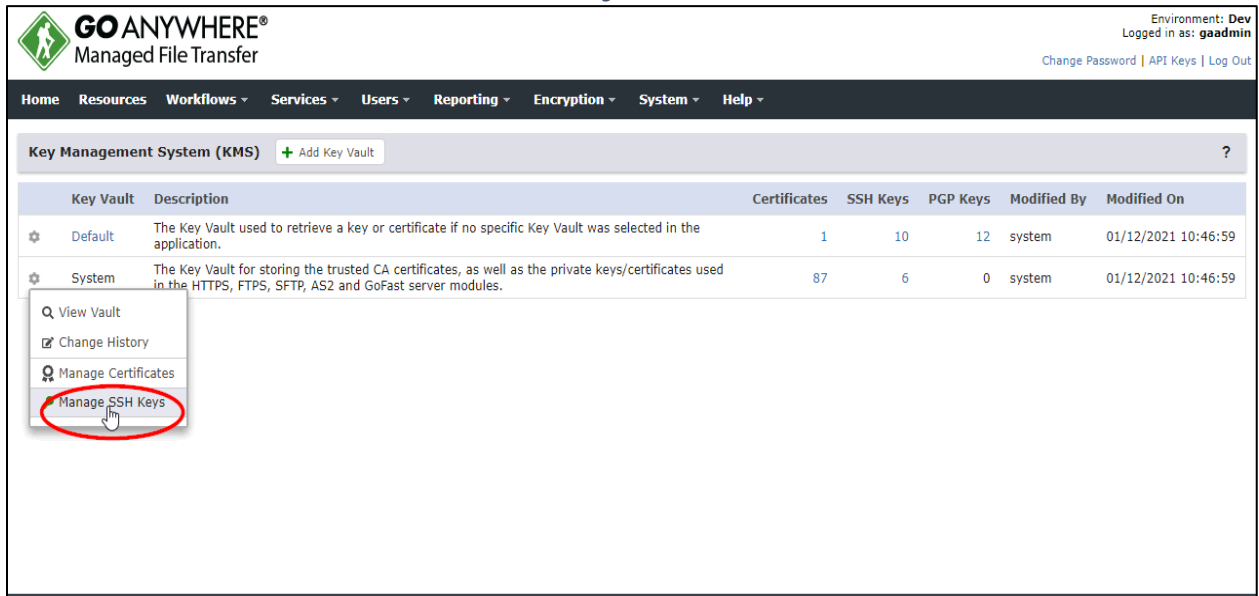 GO ANYWHERE®
Managed File Transfer
Environment: Dev
Logged in as: gaadmin
Change Password | API Keys | Log Out
Home Resources Workflows Services Users Reporting Encryption System Help
Key Management System (KMS) + Add Key Vault ?
Key Vault Description Certificates SSH Keys PGP Keys Modified By Modified On
Default The Key Vault used to retrieve a key or certificate if no specific Key Vault was selected in the
application. 1 10 12 system 01/12/2021 10:46:59
System The Key Vault for storing the trusted CA certificates, as well as the private keys/certificates used
in the HTTPS, FTPS, SFTP, AS2 and GoFast server modules. 87 6 0 system 01/12/2021 10:46:59
View Vault
Change History
Manage Certificates
Manage SSH Keys